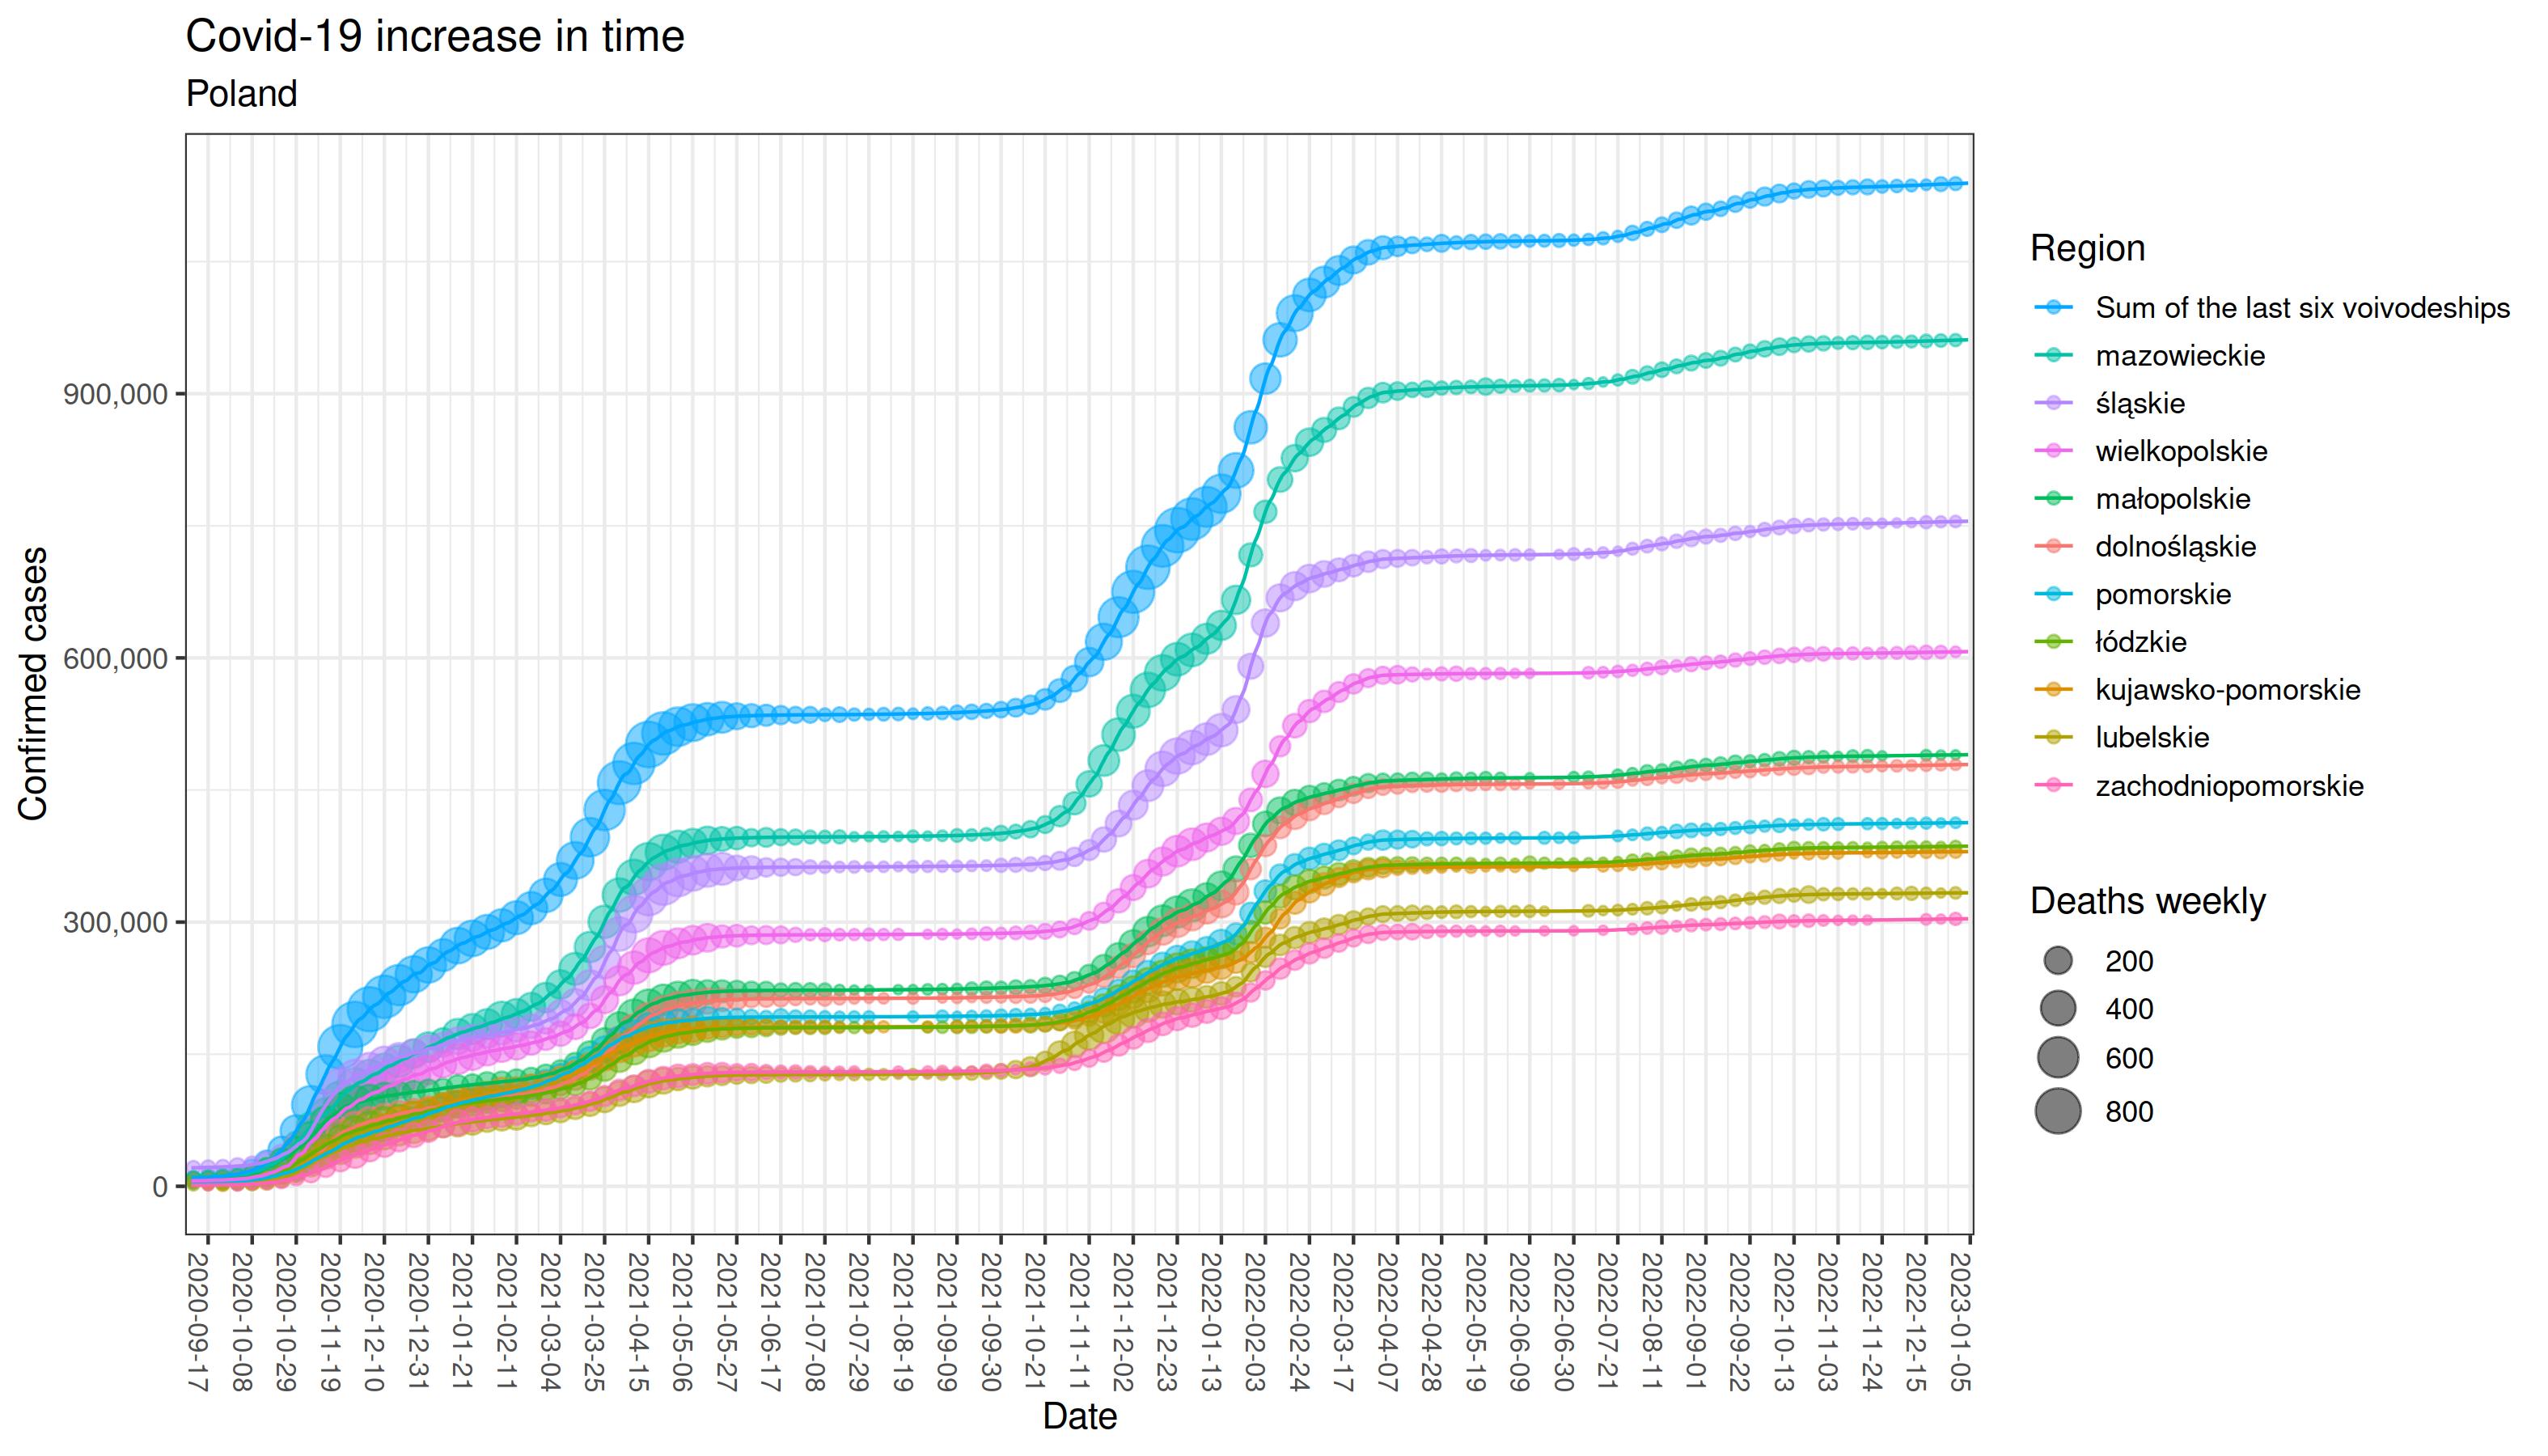 Covid-19 increase in time
Poland
Confirmed cases
900,000
600,000
300,000
0
2020-09-17
2020-10-08
2020-10-29
2020-11-19
2020-12-10
2020-12-31
2021-01-21
2021-02-11
2021-03-04
2021-03-25
2021-04-15
2021-05-06
2021-05-27
2021-06-17
2021-07-08
2021-07-29
2021-08-19
2021-09-09
2021-09-30
2021-10-21
2021-11-11
2021-12-02
2021-12-23
2022-01-13
2022-02-03
2022-02-24
2022-03-17
2022-04-07
2022-04-28
2022-05-19
2022-06-09
2022-06-30
2022-07-21
2022-08-11
2022-09-01
2022-09-22
2022-10-13
2022-11-03
2022-11-24
2022-12-15
2023-01-05
Date
Region
Sum of the last six voivodeships
mazowieckie
śląskie
wielkopolskie
małopolskie
dolnośląskie
pomorskie
łódzkie
kujawsko-pomorskie
lubelskie
zachodniopomorskie
Deaths weekly
200
400
600
800